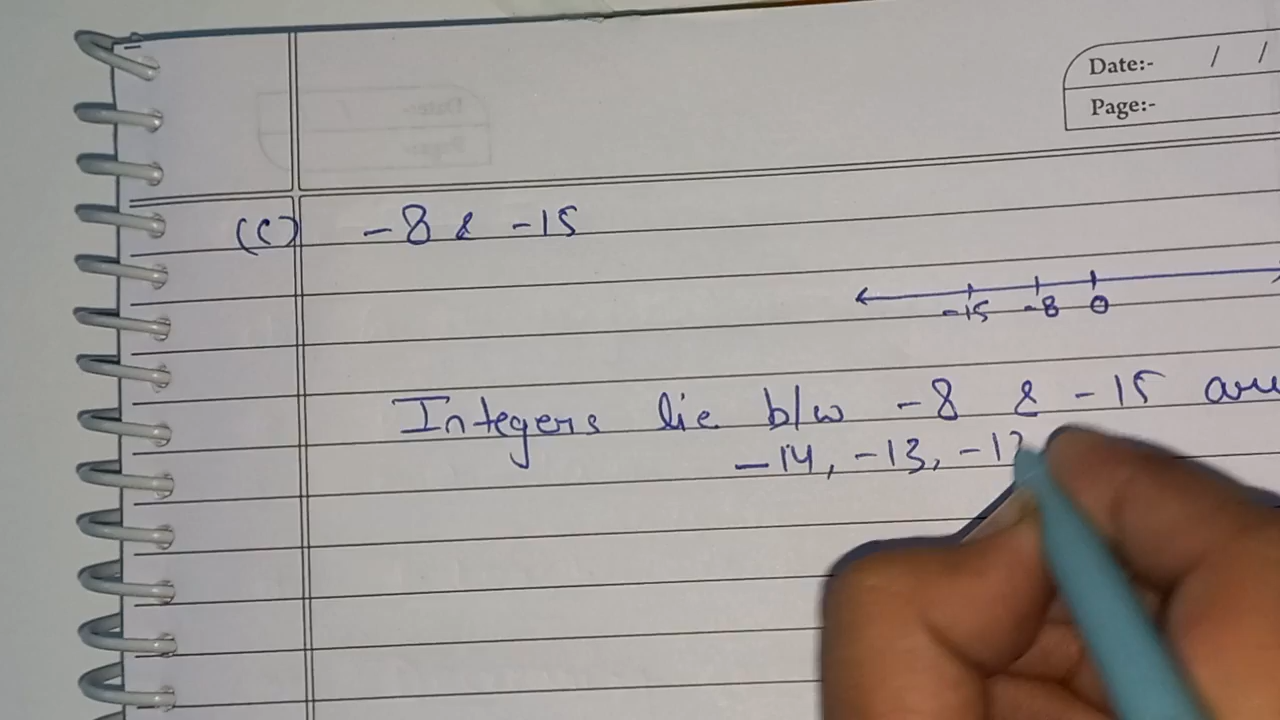 Date:- / /
Page:-
(C) -8 & -15
-15 -8 0
Integers lie b/w -8 & -15 are
-14, -13, -12